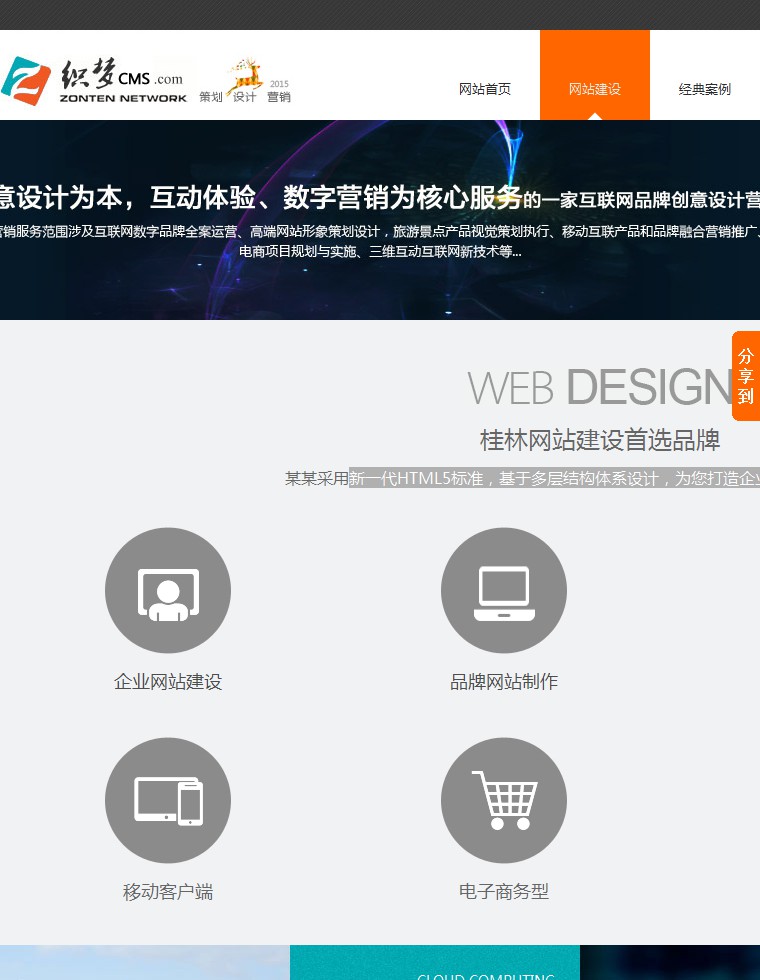 织梦CMS.com
ZONTEN NETWORK
2015
策划 设计 营销
网站首页
网站建设
经典案例
意设计为本，互动体验、数字营销为核心服务的一家互联网品牌创意设计营
营销服务范围涉及互联网数字品牌全案运营、高端网站形象策划设计，旅游景点产品视觉策划执行、移动互联产品和品牌融合营销推广、
电商项目规划与实施、三维互动互联网新技术等...
分享到
WEB DESIGN
桂林网站建设首选品牌
某某采用新一代HTML5标准，基于多层结构体系设计，为您打造企业
企业网站建设
品牌网站制作
移动客户端
电子商务型
CLOUD COMPUTING